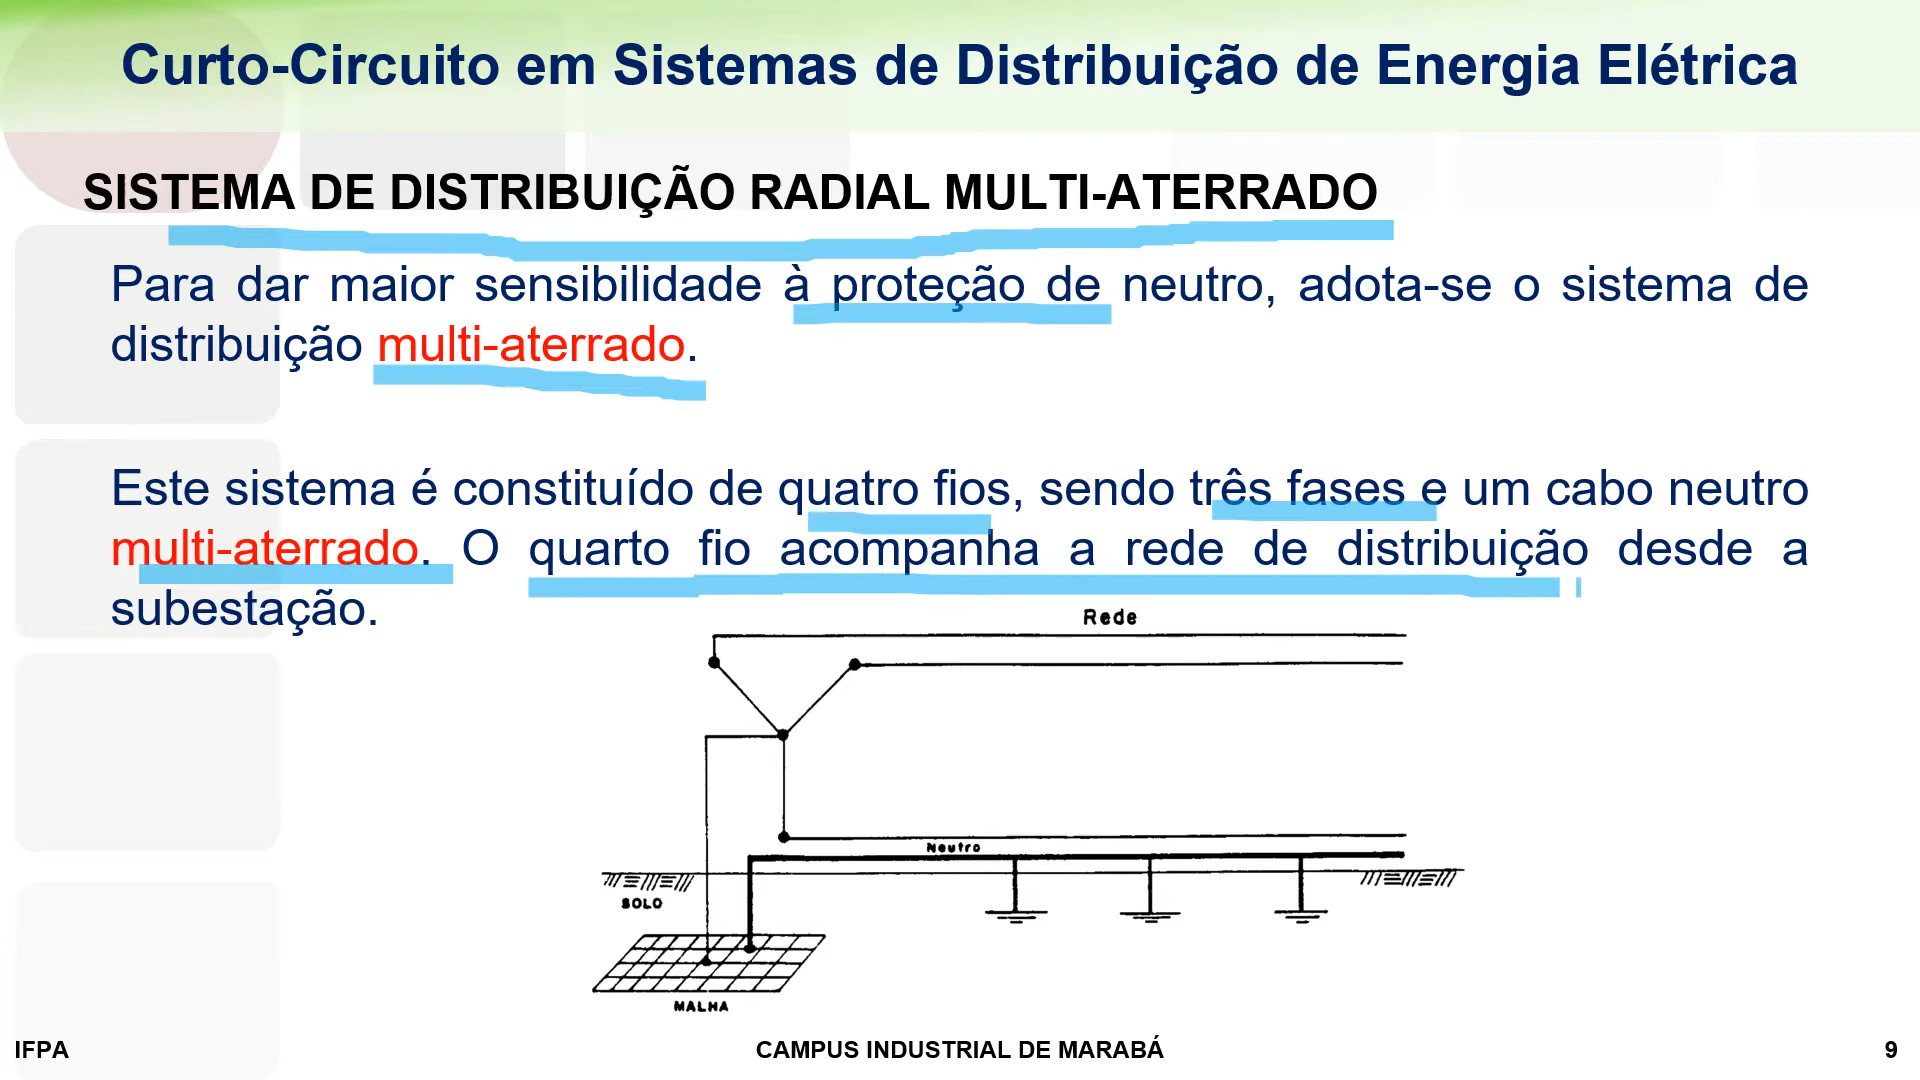 Curto-Circuito em Sistemas de Distribuição de Energia Elétrica
SISTEMA DE DISTRIBUIÇÃO RADIAL MULTI-ATERRADO
Para dar maior sensibilidade à proteção de neutro, adota-se o sistema de
distribuição multi-aterrado.
Este sistema é constituído de quatro fios, sendo três fases e um cabo neutro
multi-aterrado. O quarto fio acompanha a rede de distribuição desde a
subestação.
Rede
Neutro
SOLO
MALHA
IFPA
CAMPUS INDUSTRIAL DE MARABÁ
9